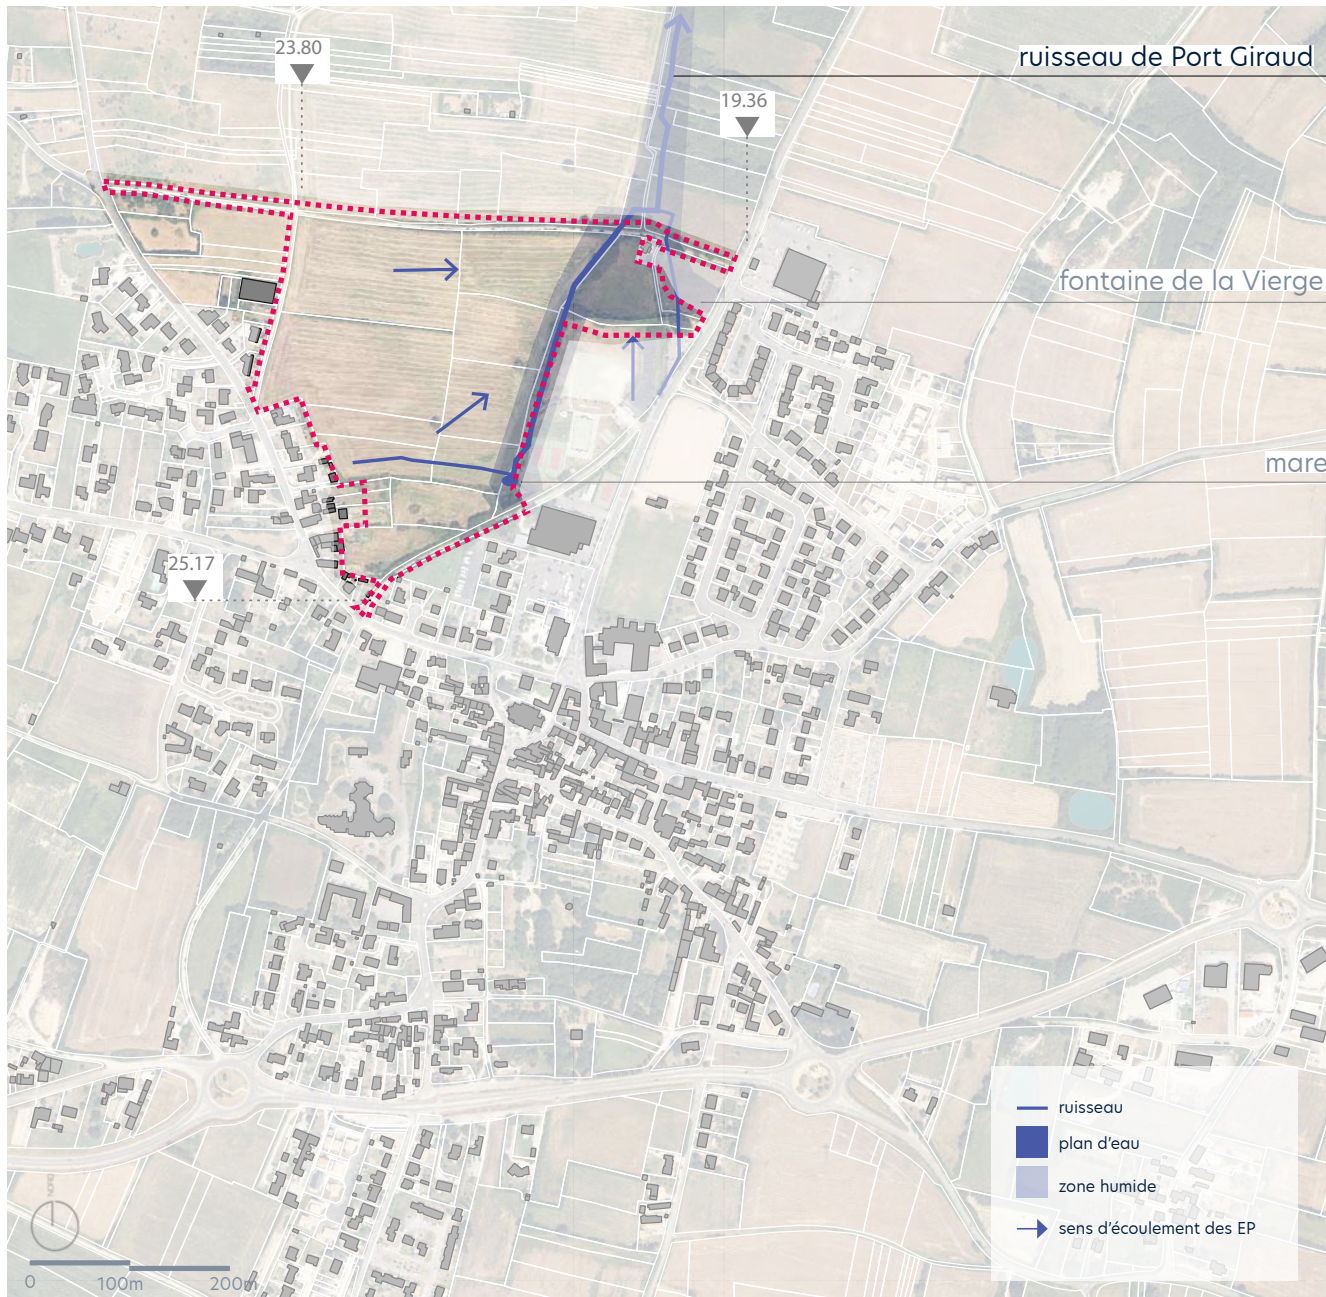 23.80
ruisseau de Port Giraud
19.36
fontaine de la Vierge
mare
25.17
ruisseau
plan d'eau
zone humide
sens d'écoulement des EP
NORD
0 100m 200m